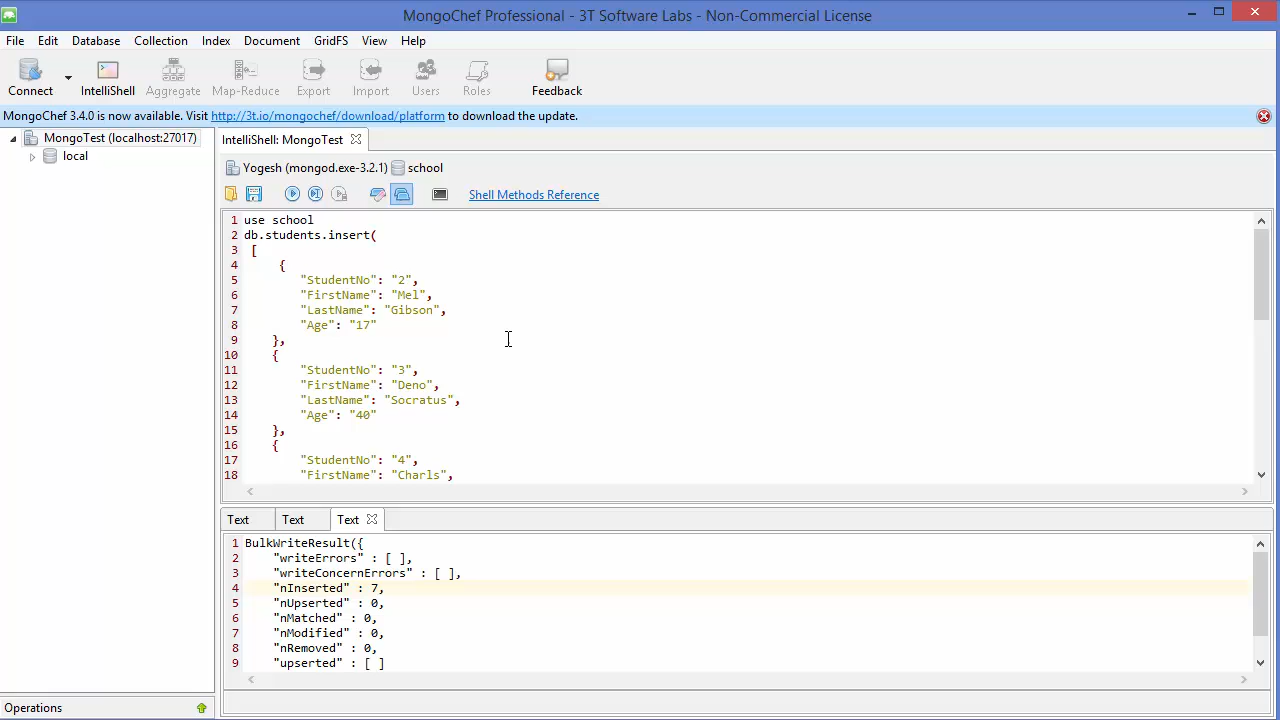 MongoChef Professional - 3T Software Labs - Non-Commercial License
File Edit Database Collection Index Document GridFS View Help
Connect IntelliShell Aggregate Map-Reduce Export Import Users Roles Feedback
MongoChef 3.4.0 is now available. Visit http://3t.io/mongochef/download/platform to download the update.
MongoTest (localhost:27017)
local
IntelliShell: MongoTest
Yogesh (mongod.exe-3.2.1) school
Shell Methods Reference
1 use school
2 db.students.insert(
3 [
4 {
5 "StudentNo": "2",
6 "FirstName": "Mel",
7 "LastName": "Gibson",
8 "Age": "17"
9 },
10 {
11 "StudentNo": "3",
12 "FirstName": "Deno",
13 "LastName": "Socratus",
14 "Age": "40"
15 },
16 {
17 "StudentNo": "4",
18 "FirstName": "Charls",
Text Text Text
1 BulkWriteResult({
2 "writeErrors" : [ ],
3 "writeConcernErrors" : [ ],
4 "nInserted" : 7,
5 "nUpserted" : 0,
6 "nMatched" : 0,
7 "nModified" : 0,
8 "nRemoved" : 0,
9 "upserted" : [ ]
Operations